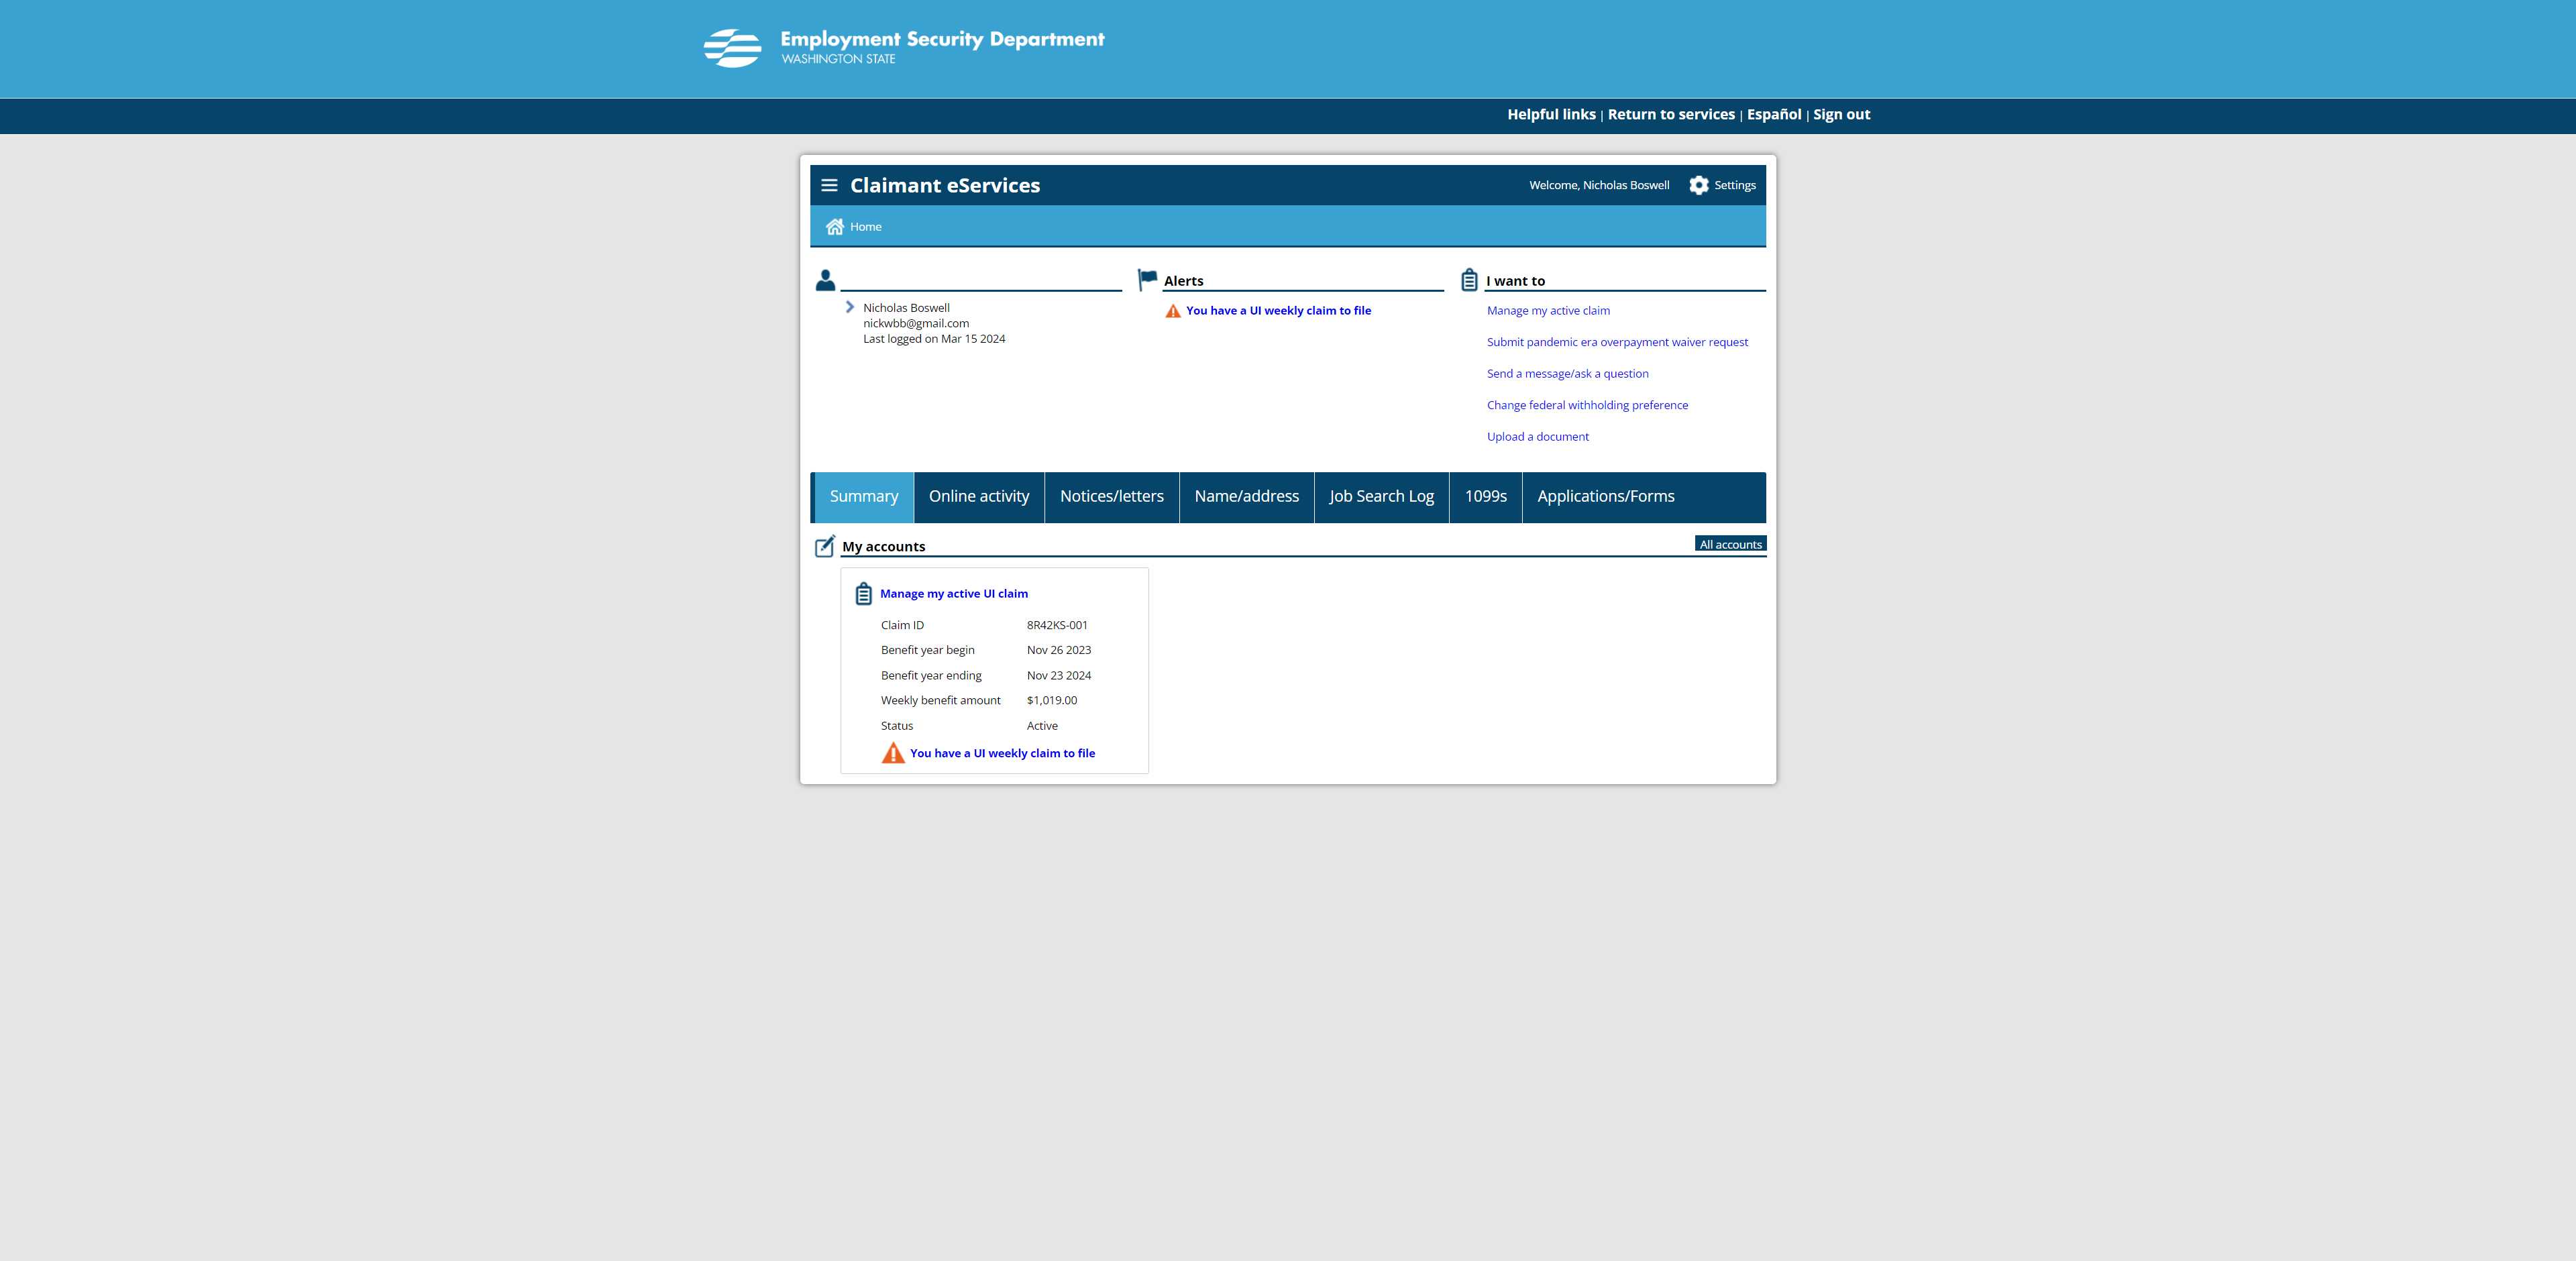 Employment Security Department
WASHINGTON STATE
Helpful links | Return to services | Español | Sign out
Claimant eServices
Welcome, Nicholas Boswell
Settings
Home
Nicholas Boswell
nickwbb@gmail.com
Last logged on Mar 15 2024
Alerts
You have a UI weekly claim to file
I want to
Manage my active claim
Submit pandemic era overpayment waiver request
Send a message/ask a question
Change federal withholding preference
Upload a document
Summary
Online activity
Notices/letters
Name/address
Job Search Log
1099s
Applications/Forms
My accounts
All accounts
Manage my active UI claim
Claim ID 8R42KS-001
Benefit year begin Nov 26 2023
Benefit year ending Nov 23 2024
Weekly benefit amount $1,019.00
Status Active
You have a UI weekly claim to file